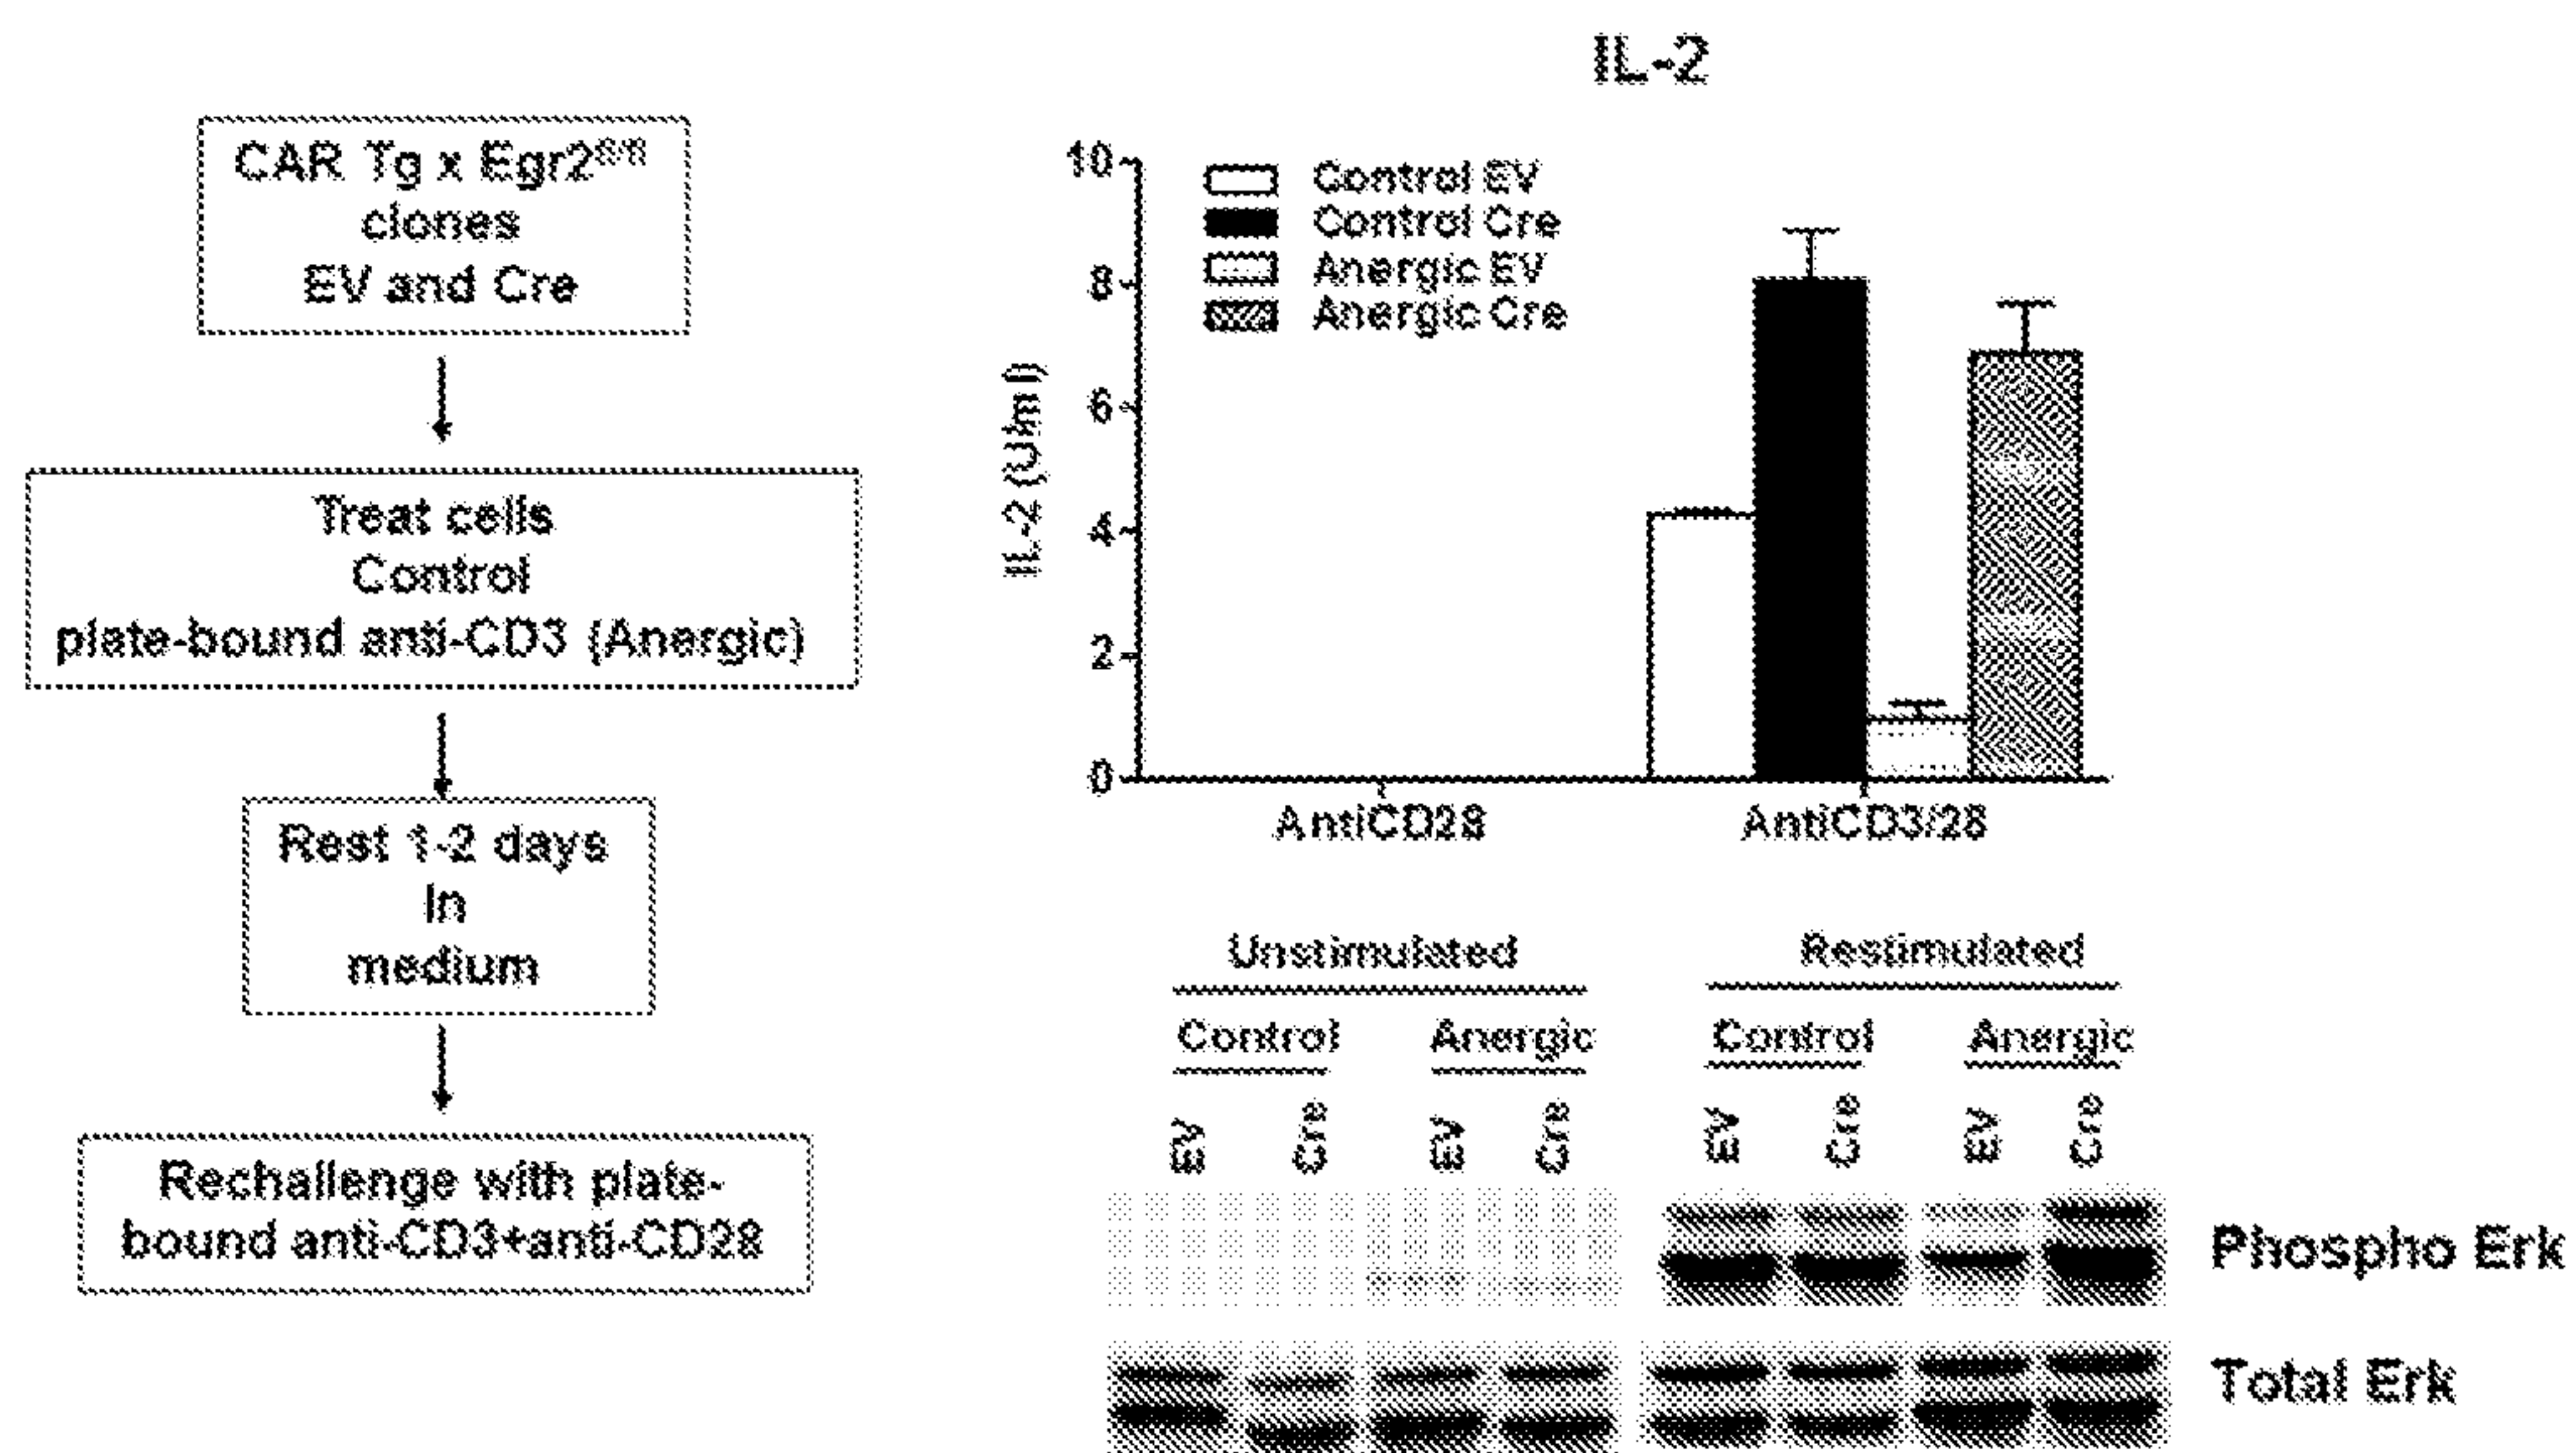 CAR Tg x Egr2fl/fl
clones
EV and Cre
Treat cells
Control
plate-bound anti-CD3 (Anergic)
Rest 1-2 days
in
medium
Rechallenge with plate-
bound anti-CD3+anti-CD28
IL-2
IL-2 (U/ml)
10
8
6
4
2
0
Control EV
Control Cre
Anergic EV
Anergic Cre
AntiCD28
AntiCD3/28
Unstimulated
Restimulated
Control
Anergic
Control
Anergic
EV
Cre
EV
Cre
EV
Cre
EV
Cre
Phospho Erk
Total Erk